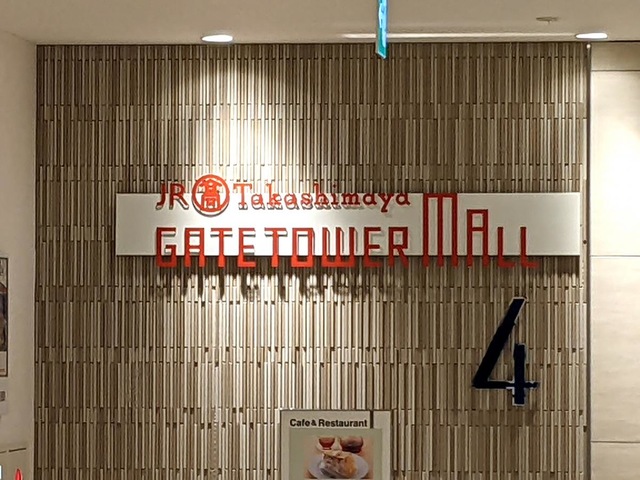 JR 髙 Takashimaya
GATETOWER MALL
4
Cafe & Restaurant